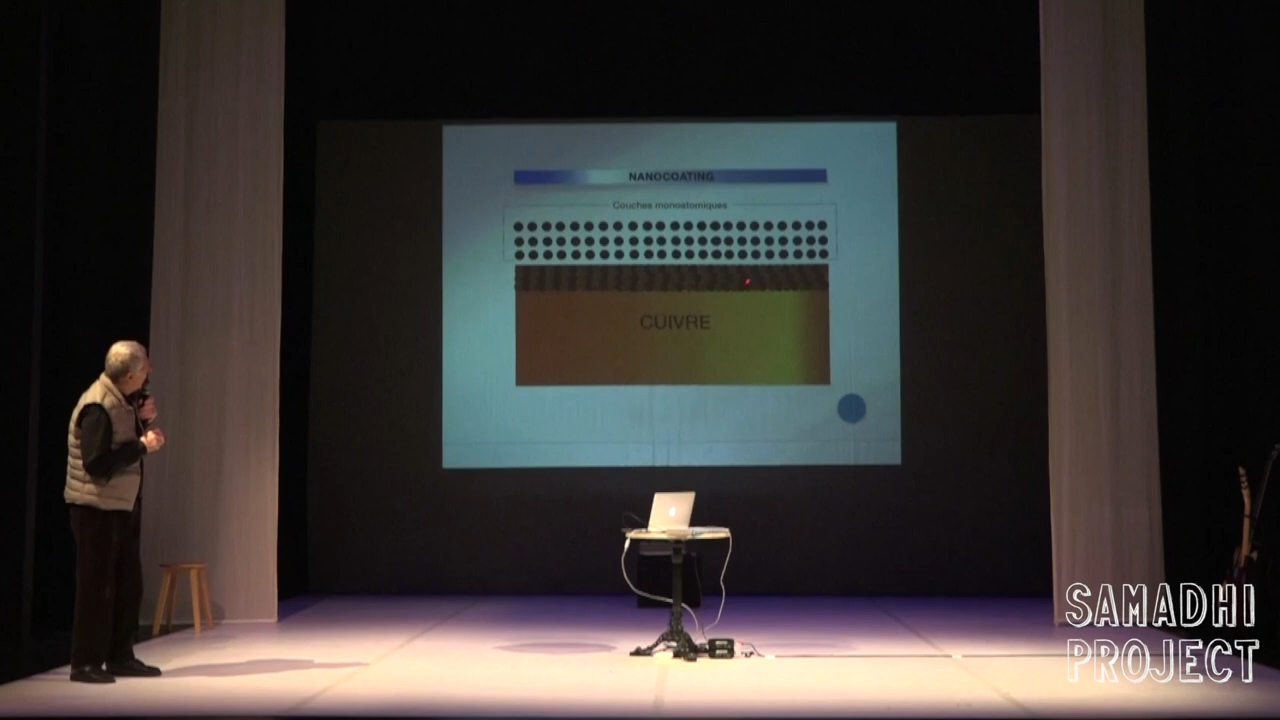 NANOCOATING
Couches monoatomiques
CUIVRE
SAMADHI
PROJECT